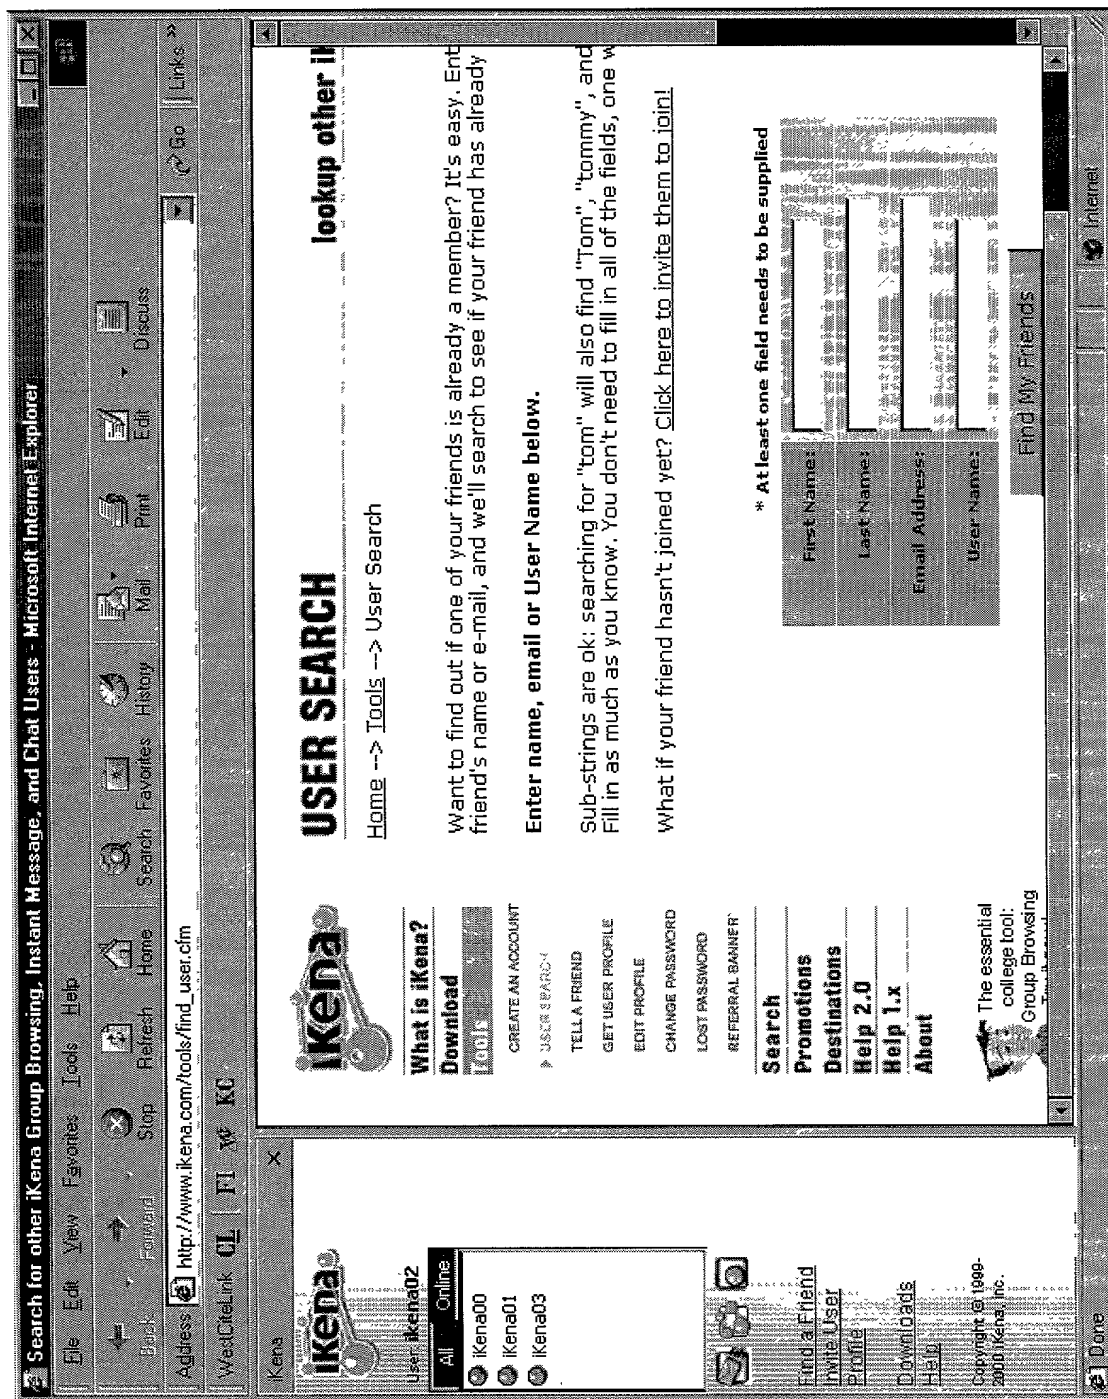 Search for other iKena Group Browsing, Instant Message, and Chat Users - Microsoft Internet Explorer
File Edit View Favorites Tools Help
Back Forward Stop Refresh Home Search Favorites History Mail Print Edit Discuss
Address http://www.ikena.com/tools/find_user.cfm Go Links »
WestCiteLink CL FI KC
iKena
iKena
User: ikena02
All Online
iKena00
iKena01
iKena03
Find a Friend
Invite User
Profile
Downloads
Help
Copyright © 1999-
2001 iKena, Inc.
iKena
What is iKena?
Download
Tools
CREATE AN ACCOUNT
USER SEARCH
TELL A FRIEND
GET USER PROFILE
EDIT PROFILE
CHANGE PASSWORD
LOST PASSWORD
REFERRAL BANNER
Search
Promotions
Destinations
Help 2.0
Help 1.x
About
The essential
college tool:
Group Browsing
USER SEARCH lookup other iK
Home --> Tools --> User Search
Want to find out if one of your friends is already a member? It's easy. Ent
friend's name or e-mail, and we'll search to see if your friend has already
Enter name, email or User Name below.
Sub-strings are ok: searching for "tom" will also find "Tom", "tommy", and
Fill in as much as you know. You don't need to fill in all of the fields, one w
What if your friend hasn't joined yet? Click here to invite them to join!
* At least one field needs to be supplied
First Name:
Last Name:
Email Address:
User Name:
Find My Friends
Done Internet